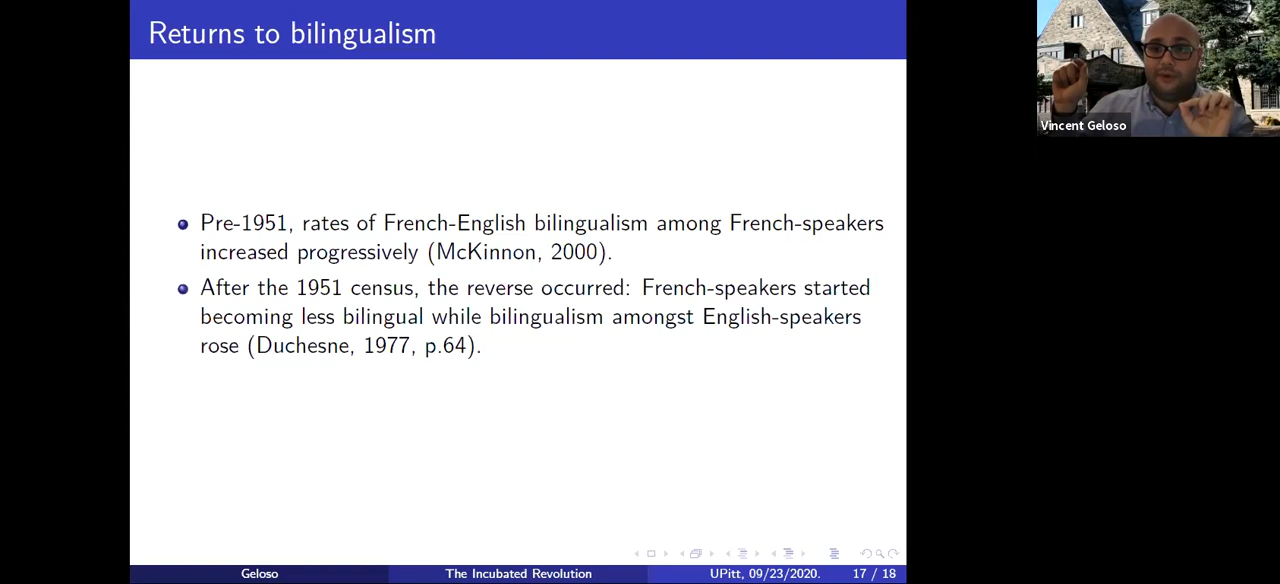 Returns to bilingualism
Vincent Geloso
Pre-1951, rates of French-English bilingualism among French-speakers
increased progressively (McKinnon, 2000).
After the 1951 census, the reverse occurred: French-speakers started
becoming less bilingual while bilingualism amongst English-speakers
rose (Duchesne, 1977, p.64).
Geloso The Incubated Revolution UPitt, 09/23/2020. 17 / 18